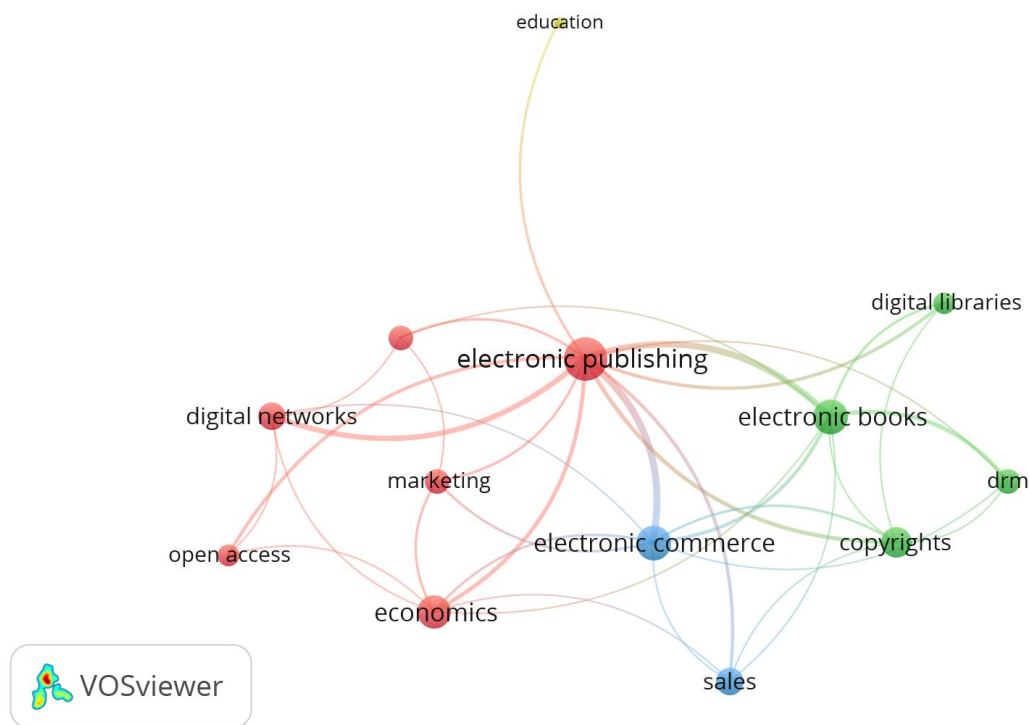 education
digital libraries
electronic publishing
digital networks
electronic books
marketing
drm
open access
electronic commerce
copyrights
economics
sales
VOSviewer